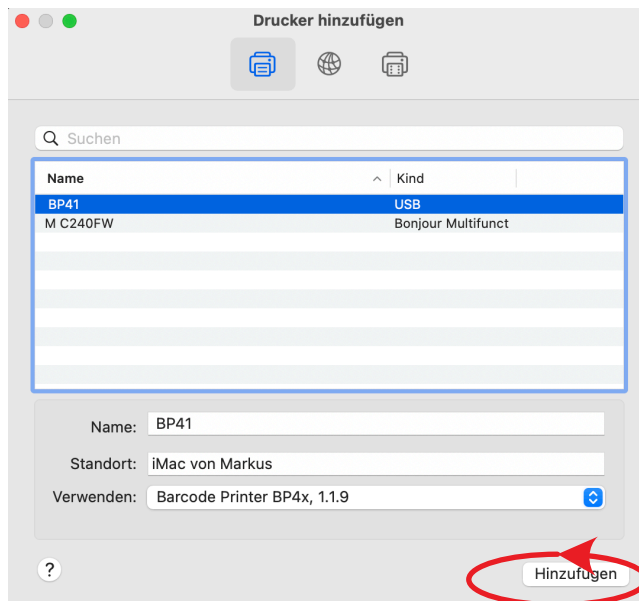 Drucker hinzufügen
Suchen
Name Kind
BP41 USB
M C240FW Bonjour Multifunct
Name: BP41
Standort: iMac von Markus
Verwenden: Barcode Printer BP4x, 1.1.9
? Hinzufügen